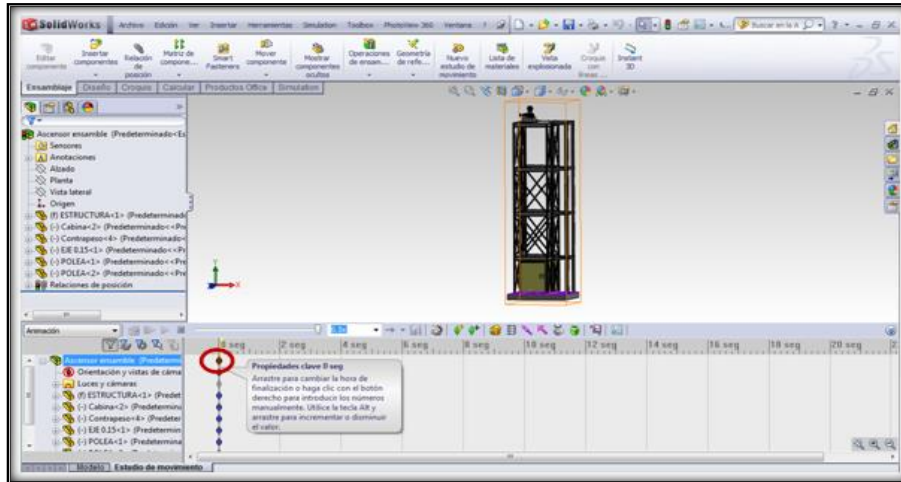 SolidWorks Archivo Edición Ver Insertar Herramientas Simulation Toolbox PhotoView 360 Ventana ?
Editar componente
Insertar componentes
Relación de posición
Matriz de compone...
Smart Fasteners
Mover componente
Mostrar componentes ocultos
Operaciones de ensam...
Geometría de refe...
Nuevo estudio de movimiento
Lista de materiales
Vista explosionada
Croquis con líneas ...
Instant 3D
Ensamblaje Diseño Croquis Calcular Productos Office Simulation
Ascensor ensamble (Predeterminado<Es
Sensores
Anotaciones
Alzado
Planta
Vista lateral
Origen
(f) ESTRUCTURA<1> (Predeterminado
(-) Cabina<2> (Predeterminado<<Pr
(-) Contrapeso<4> (Predeterminado<
(-) EJE 0.15<1> (Predeterminado<<P
(-) POLEA<1> (Predeterminado<<Pre
(-) POLEA<2> (Predeterminado<<Pre
Relaciones de posición
Animación
0 seg 2 seg 4 seg 6 seg 8 seg 10 seg 12 seg 14 seg 16 seg 18 seg 20 seg
Ascensor ensamble (Predetermi
Orientación y vistas de cáma
Luces y cámaras
(f) ESTRUCTURA<1> (Predet
(-) Cabina<2> (Predetermin
(-) Contrapeso<4> (Predeter
(-) EJE 0.15<1> (Predetermin
(-) POLEA<1> (Predetermina
Propiedades clave 0 seg
Arrastre para cambiar la hora de
finalización o haga clic con el botón
derecho para introducir los números
manualmente. Utilice la tecla Alt y
arrastre para incrementar o disminuir
el valor.
Modelo Estudio de movimiento